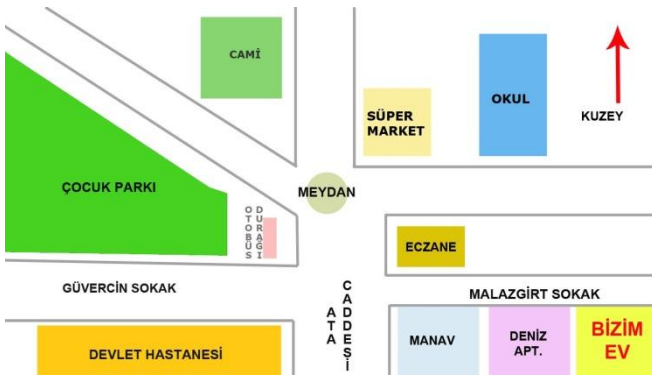 CAMİ
SÜPER
MARKET
OKUL
KUZEY
ÇOCUK PARKI
MEYDAN
OTOBÜS
DURAĞI
ECZANE
GÜVERCİN SOKAK
ATA
CADDEŞİ
MALAZGİRT SOKAK
DEVLET HASTANESİ
MANAV
DENİZ
APT.
BİZİM
EV